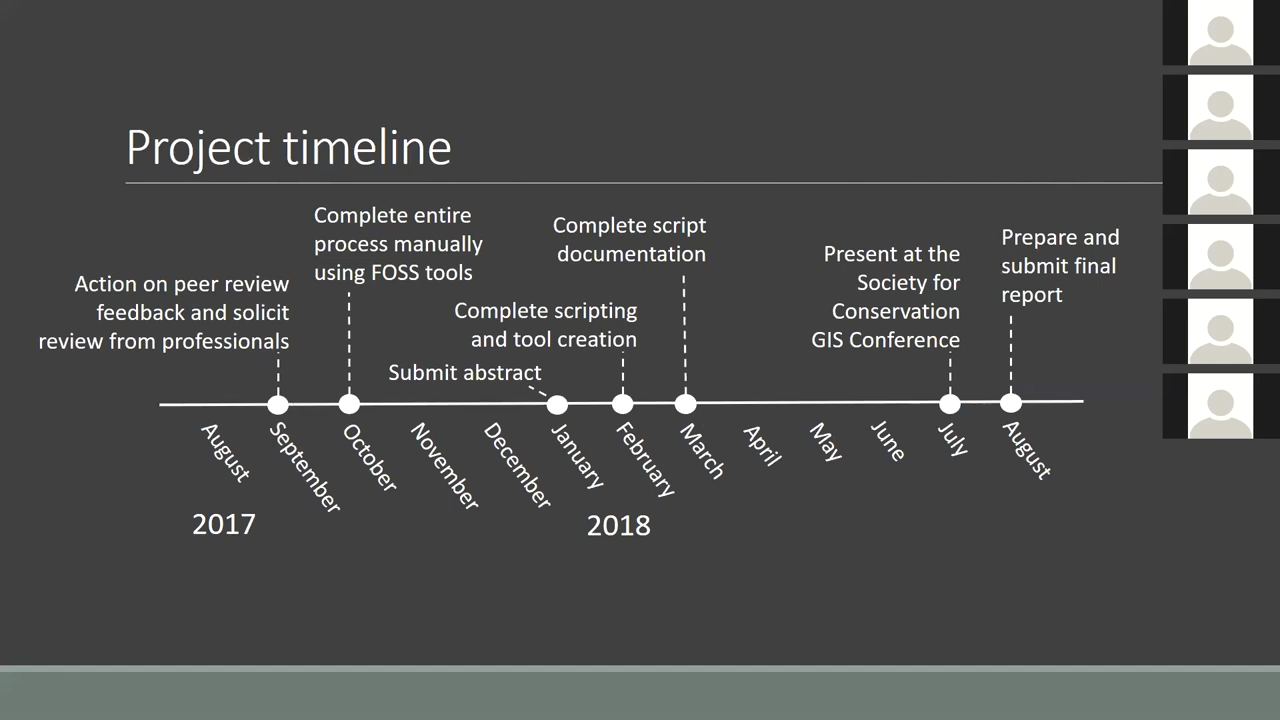 Project timeline
Action on peer review
feedback and solicit
review from professionals
Complete entire
process manually
using FOSS tools
Submit abstract
Complete scripting
and tool creation
Complete script
documentation
Present at the
Society for
Conservation
GIS Conference
Prepare and
submit final
report
August
September
October
November
December
January
February
March
April
May
June
July
August
2017
2018